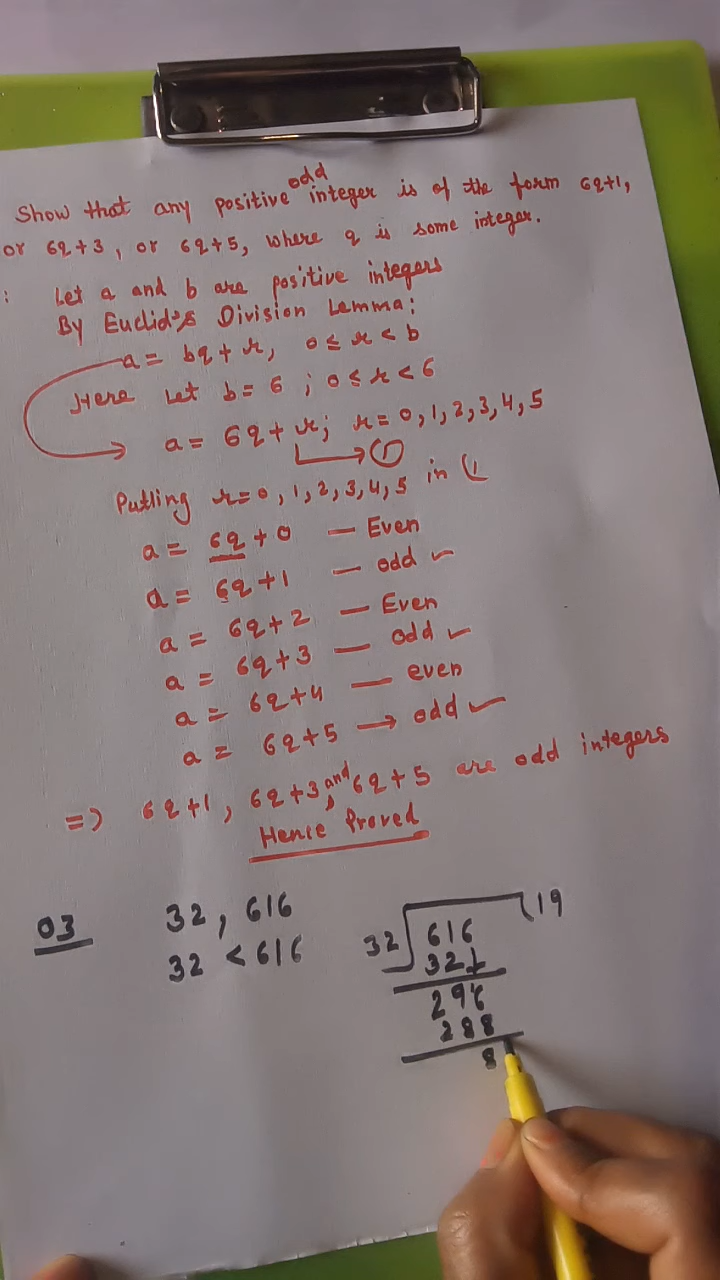 odd
Show that any positive integer is of the form 6q+1,
or 6q+3, or 6q+5, where q is some integer.
: Let a and b are positive integers
By Euclid's Division Lemma:
a = bq + r, 0 ≤ r < b
Here let b = 6 ; 0 ≤ r < 6
a = 6q + r; r = 0, 1, 2, 3, 4, 5
①
Putting r = 0, 1, 2, 3, 4, 5 in (1
a = 6q + 0 — Even
a = 6q + 1 — odd ✓
a = 6q + 2 — Even
a = 6q + 3 — odd ✓
a = 6q + 4 — even
a = 6q + 5 → odd ✓
=> 6q+1, 6q+3 and 6q+5 are odd integers
Hence Proved
03 32, 616
32 < 616
32 616 19
32↓
296
288
8